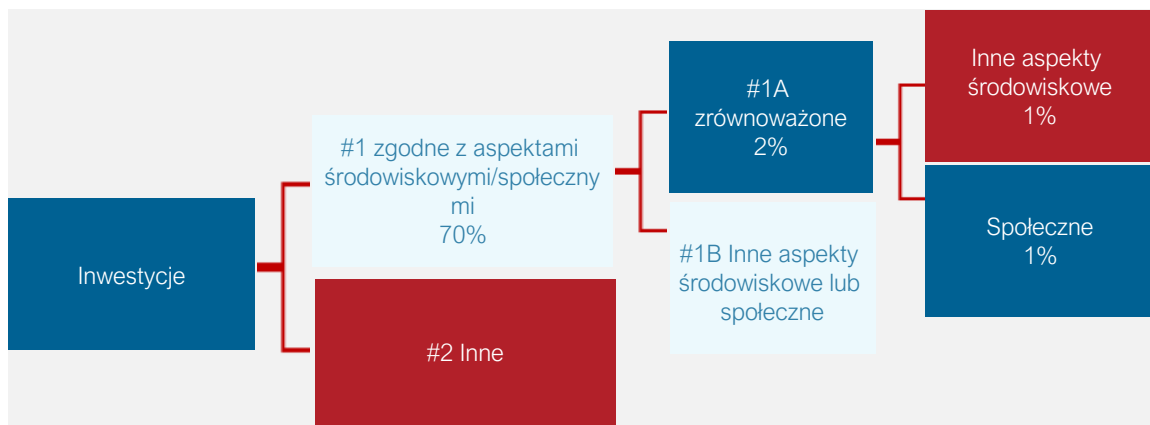 Inwestycje
#1 zgodne z aspektami
środowiskowymi/społeczny
mi
70%
#2 Inne
#1A
zrównoważone
2%
#1B Inne aspekty
środowiskowe lub
społeczne
Inne aspekty
środowiskowe
1%
Społeczne
1%